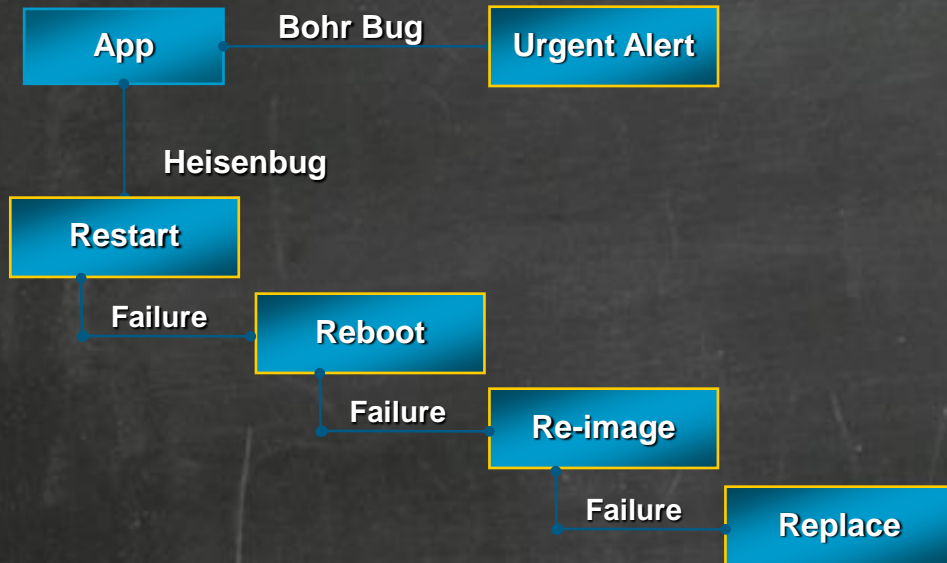 App
Bohr Bug
Urgent Alert
Heisenbug
Restart
Failure
Reboot
Failure
Re-image
Failure
Replace